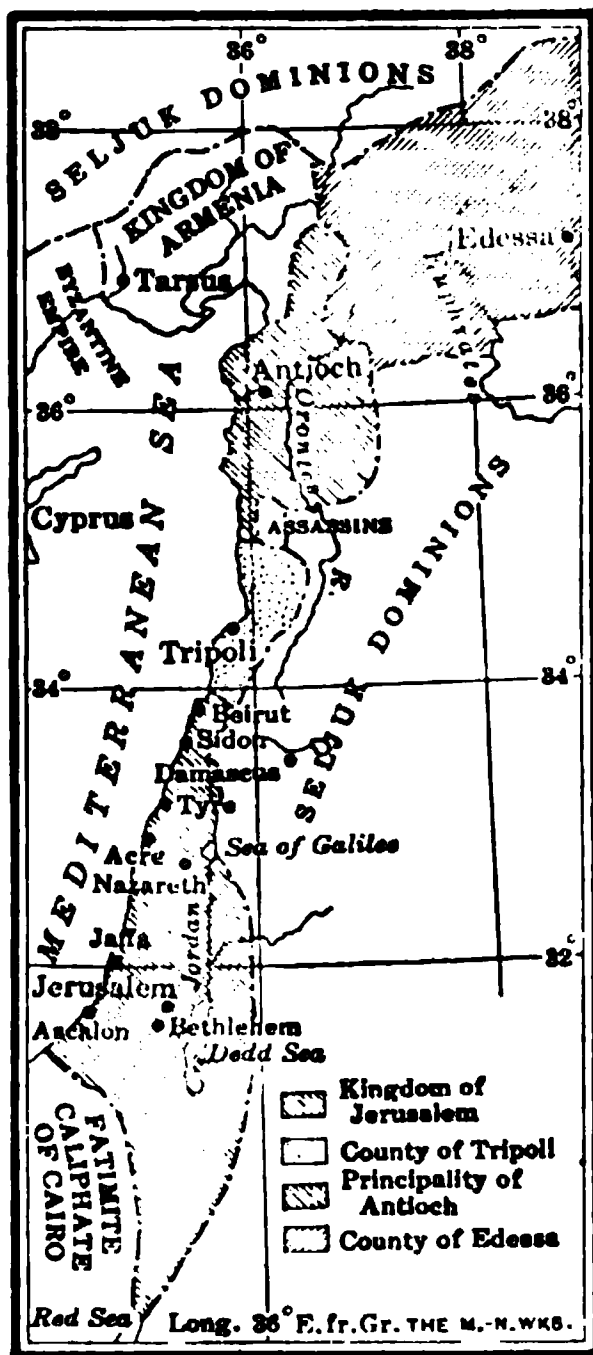 36°
38°
SELJUK DOMINIONS
38°
38°
KINGDOM OF
ARMENIA
Edessa
Euphrates
Tarsus
BYZANTINE
EMPIRE
Antioch
36°
36°
Orontes
R.
MEDITERRANEAN SEA
Cyprus
ASSASSINS
SELJUK DOMINIONS
Tripoli
34°
34°
Beirut
Sidon
Damascus
Tyre
Sea of Galilee
Acre
Nazareth
Jordan
Jaffa
32°
Jerusalem
Ascalon
Bethlehem
Dead Sea
FATIMITE
CALIPHATE
OF CAIRO
Kingdom of
Jerusalem
County of Tripoli
Principality of
Antioch
County of Edessa
Red Sea
Long. 36° E.fr.Gr. THE M.-N.WKS.